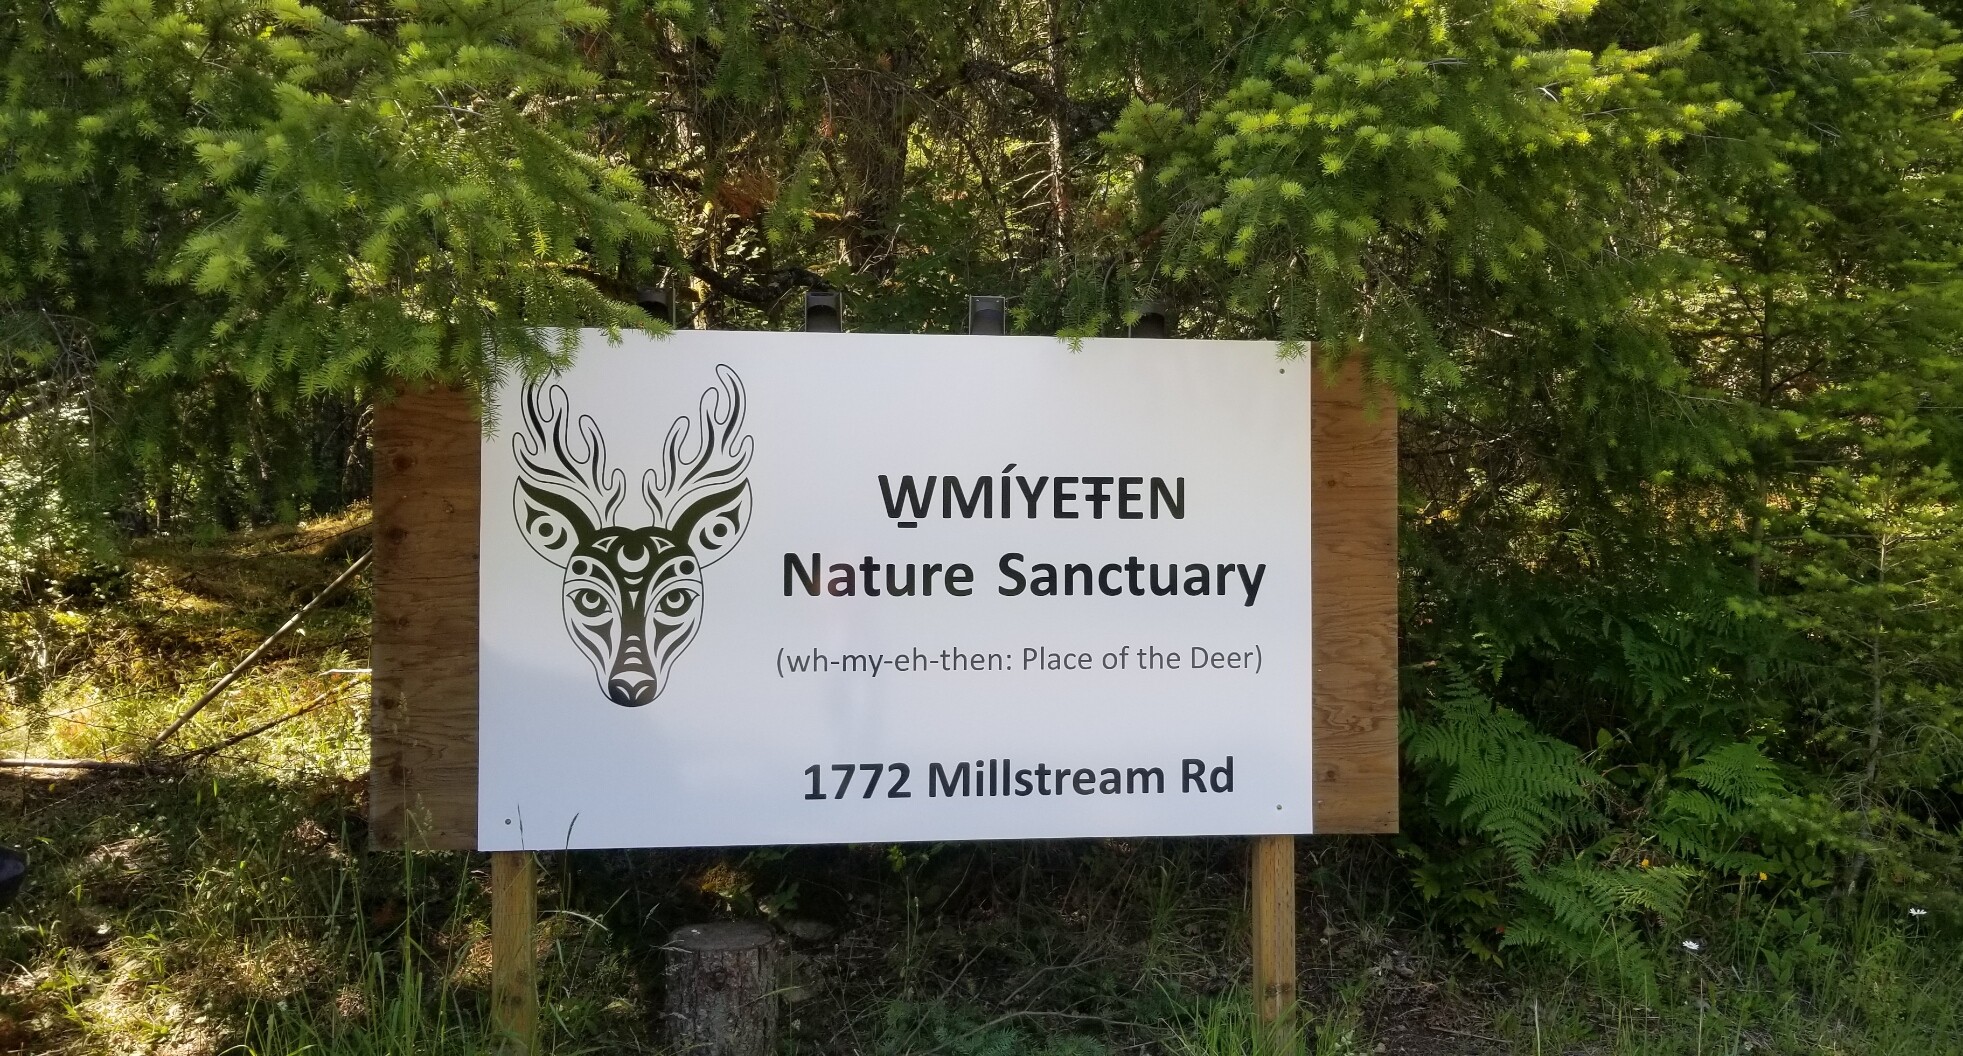 W̱MÍYEŦEN
Nature Sanctuary
(wh-my-eh-then: Place of the Deer)
1772 Millstream Rd